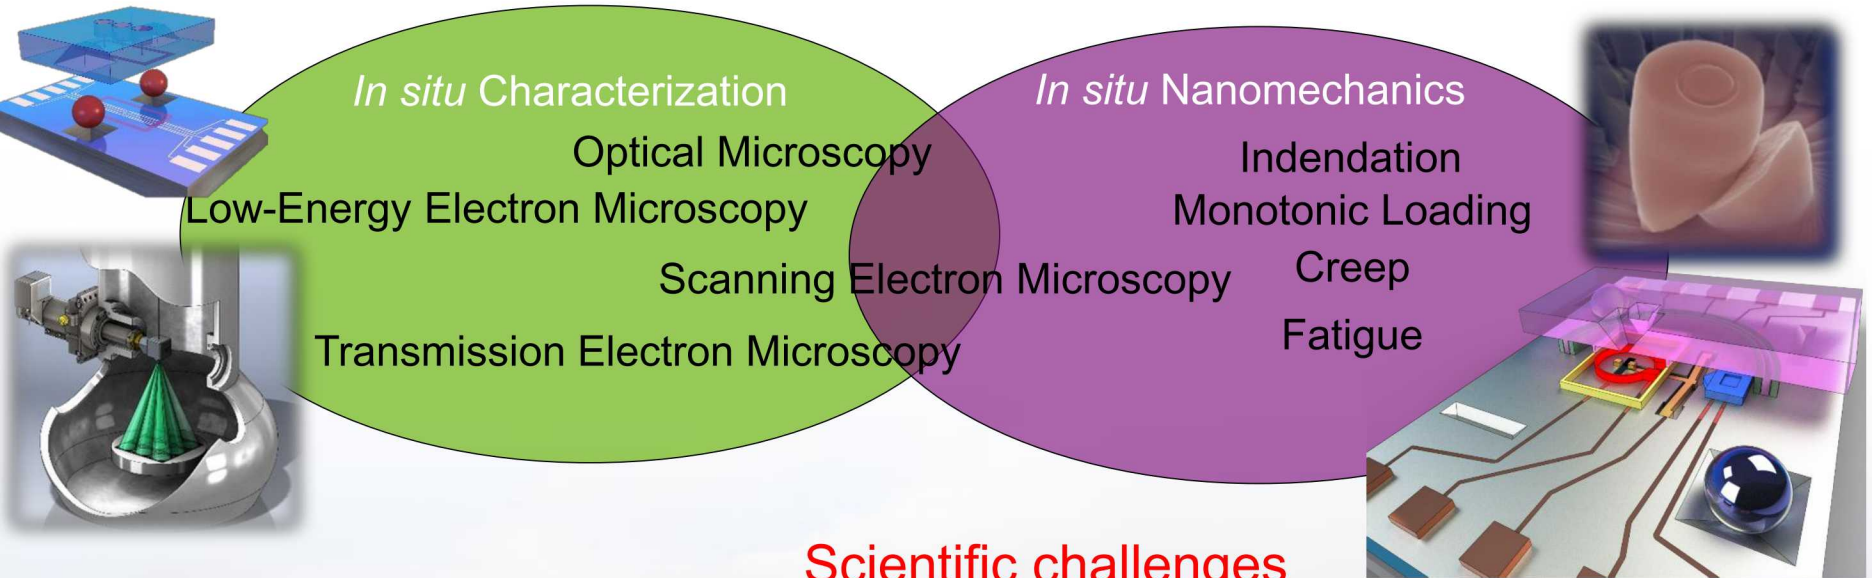 In situ Characterization
Optical Microscopy
Low-Energy Electron Microscopy
Scanning Electron Microscopy
Transmission Electron Microscopy
In situ Nanomechanics
Indendation
Monotonic Loading
Creep
Fatigue
Scientific challenges